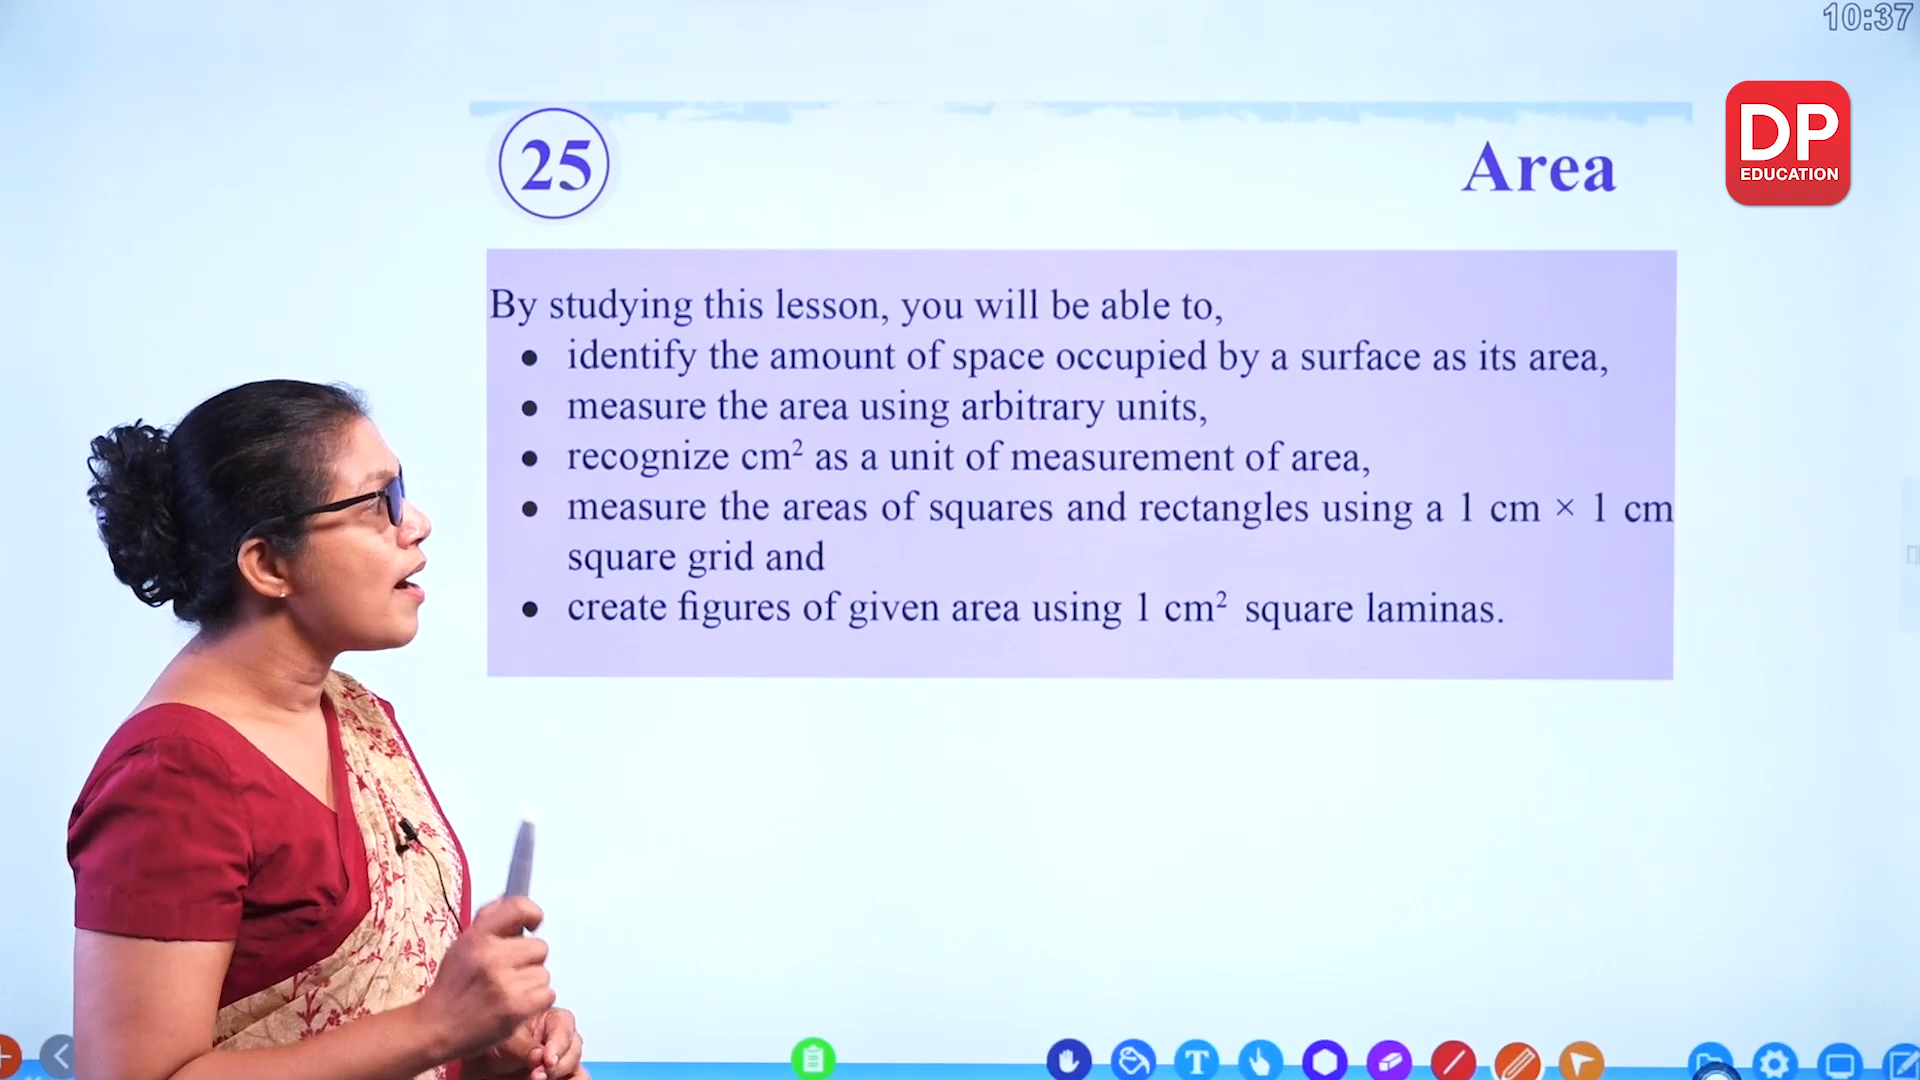 10:37
DP
EDUCATION
25
Area
By studying this lesson, you will be able to,
• identify the amount of space occupied by a surface as its area,
• measure the area using arbitrary units,
• recognize cm² as a unit of measurement of area,
• measure the areas of squares and rectangles using a 1 cm × 1 cm
square grid and
• create figures of given area using 1 cm² square laminas.
T